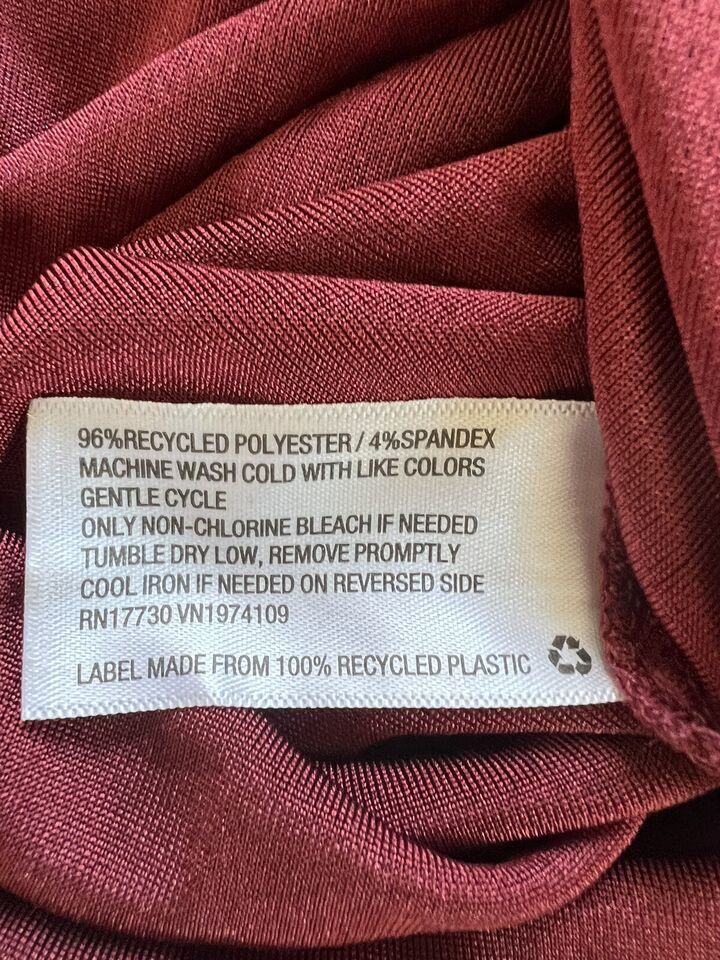 96%RECYCLED POLYESTER / 4%SPANDEX
MACHINE WASH COLD WITH LIKE COLORS
GENTLE CYCLE
ONLY NON-CHLORINE BLEACH IF NEEDED
TUMBLE DRY LOW, REMOVE PROMPTLY
COOL IRON IF NEEDED ON REVERSED SIDE
RN17730 VN1974109
LABEL MADE FROM 100% RECYCLED PLASTIC